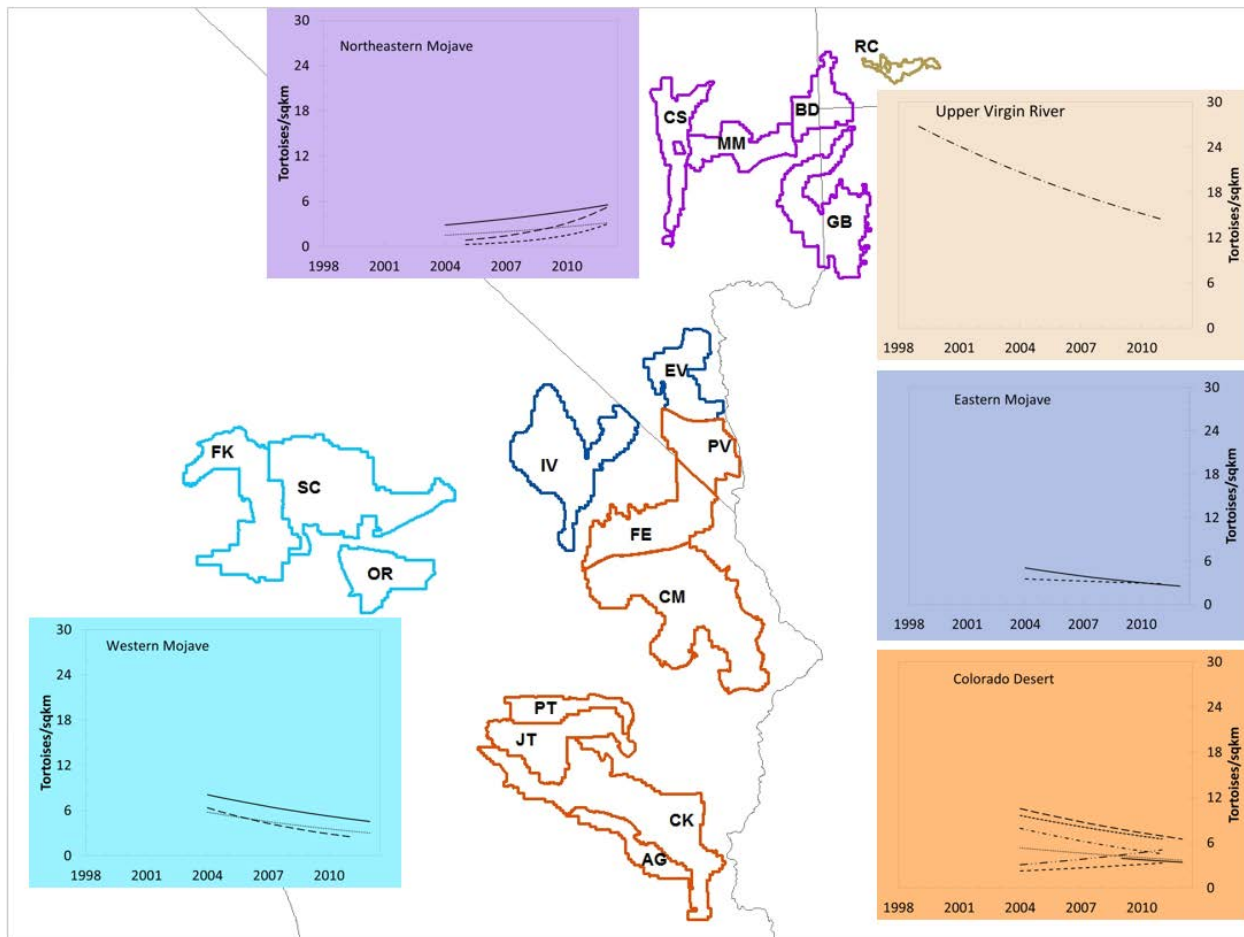 30
24
18
12
6
0
Tortoises/sqkm
Northeastern Mojave
1998 2001 2004 2007 2010
RC
CS
BD
MM
GB
Upper Virgin River
30
24
18
12
6
0
Tortoises/sqkm
1998 2001 2004 2007 2010
EV
PV
IV
FE
CM
FK
SC
OR
Eastern Mojave
30
24
18
12
6
0
Tortoises/sqkm
1998 2001 2004 2007 2010
Western Mojave
30
24
18
12
6
0
Tortoises/sqkm
1998 2001 2004 2007 2010
PT
JT
CK
AG
Colorado Desert
30
24
18
12
6
0
Tortoises/sqkm
1998 2001 2004 2007 2010